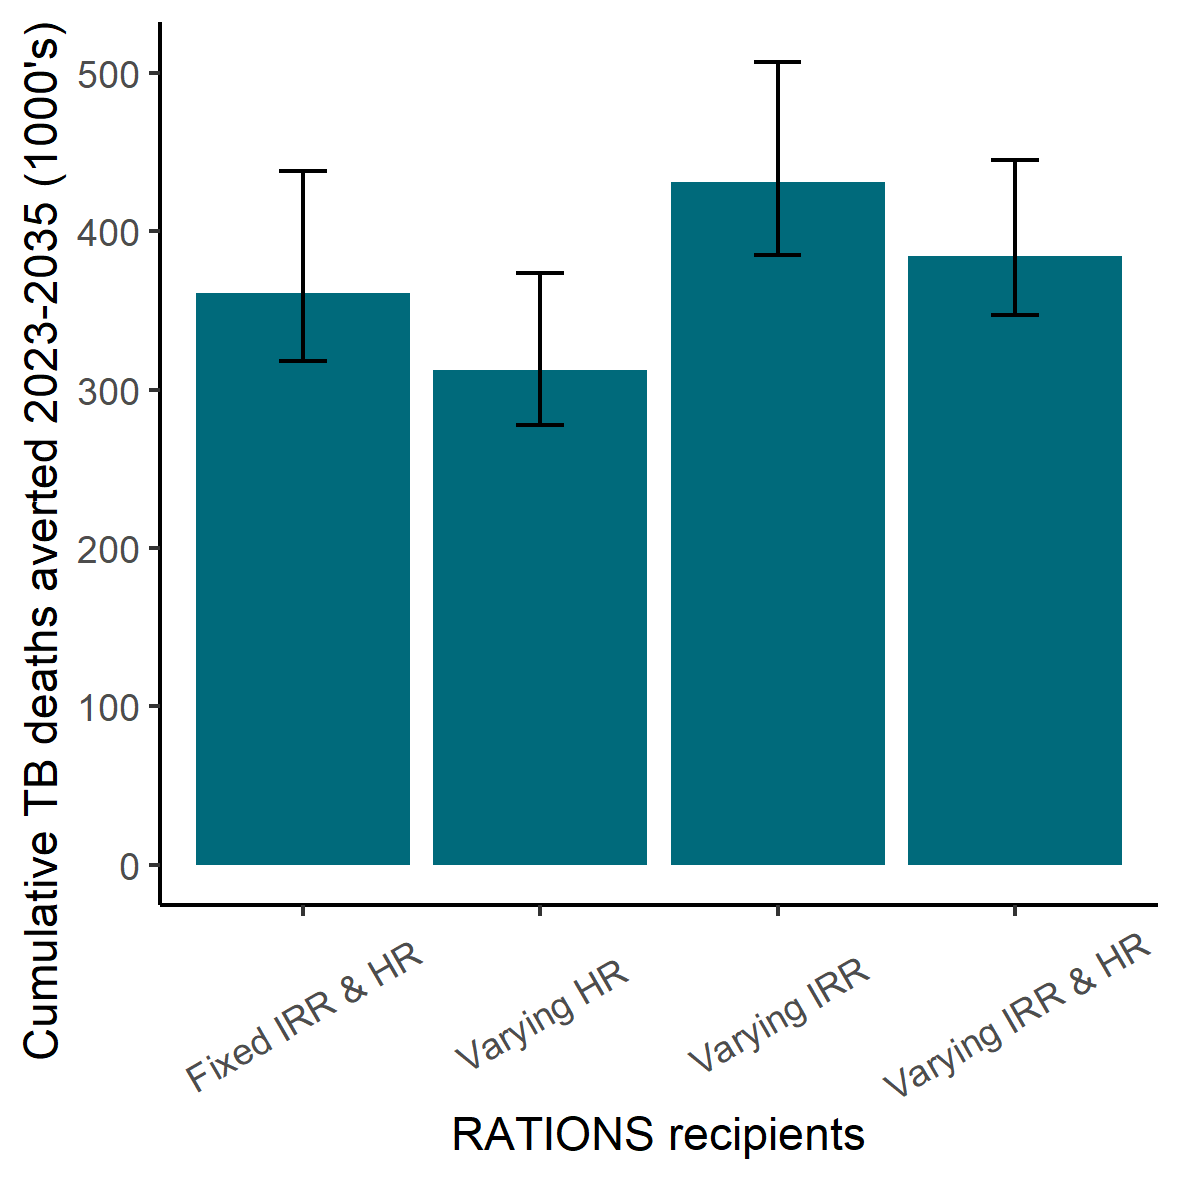 Cumulative TB deaths averted 2023-2035 (1000's)
500
400
300
200
100
0
Fixed IRR & HR
Varying HR
Varying IRR
Varying IRR & HR
RATIONS recipients